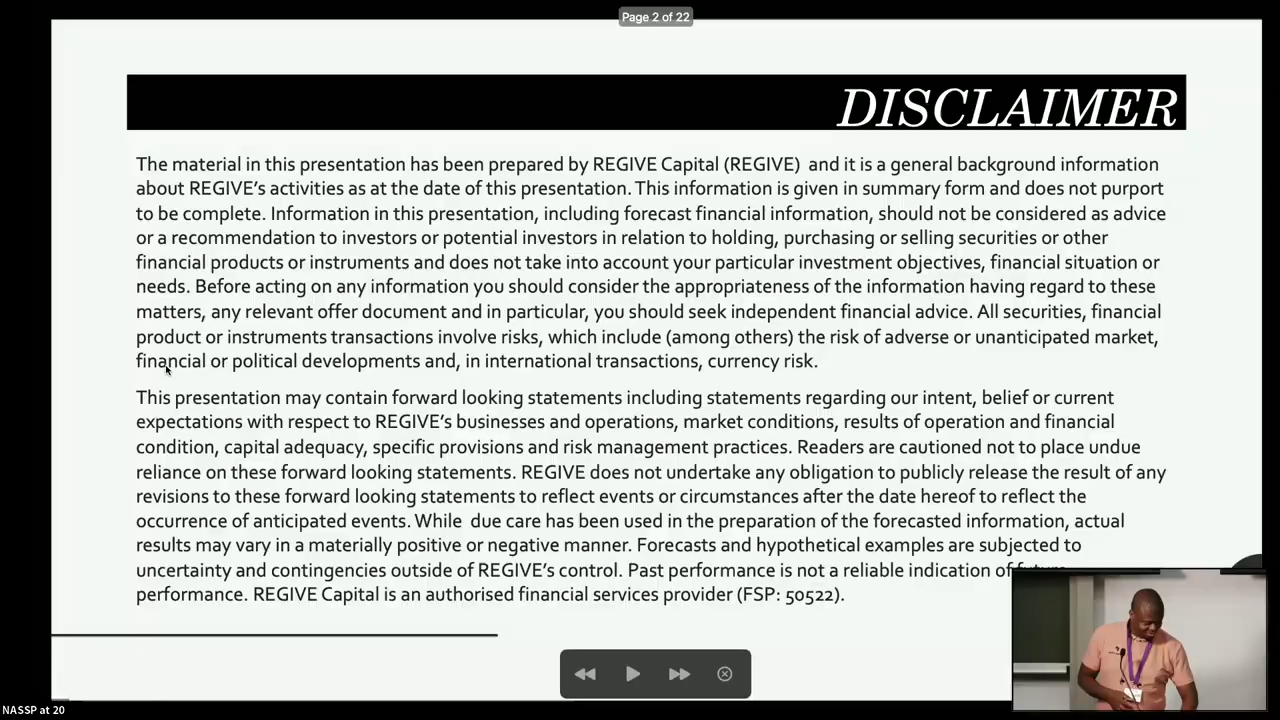 Page 2 of 22
DISCLAIMER
The material in this presentation has been prepared by REGIVE Capital (REGIVE)  and it is a general background information
about REGIVE’s activities as at the date of this presentation. This information is given in summary form and does not purport
to be complete. Information in this presentation, including forecast financial information, should not be considered as advice
or a recommendation to investors or potential investors in relation to holding, purchasing or selling securities or other
financial products or instruments and does not take into account your particular investment objectives, financial situation or
needs. Before acting on any information you should consider the appropriateness of the information having regard to these
matters, any relevant offer document and in particular, you should seek independent financial advice. All securities, financial
product or instruments transactions involve risks, which include (among others) the risk of adverse or unanticipated market,
financial or political developments and, in international transactions, currency risk.
This presentation may contain forward looking statements including statements regarding our intent, belief or current
expectations with respect to REGIVE’s businesses and operations, market conditions, results of operation and financial
condition, capital adequacy, specific provisions and risk management practices. Readers are cautioned not to place undue
reliance on these forward looking statements. REGIVE does not undertake any obligation to publicly release the result of any
revisions to these forward looking statements to reflect events or circumstances after the date hereof to reflect the
occurrence of anticipated events. While  due care has been used in the preparation of the forecasted information, actual
results may vary in a materially positive or negative manner. Forecasts and hypothetical examples are subjected to
uncertainty and contingencies outside of REGIVE’s control. Past performance is not a reliable indication of future
performance. REGIVE Capital is an authorised financial services provider (FSP: 50522).
NASSP at 20